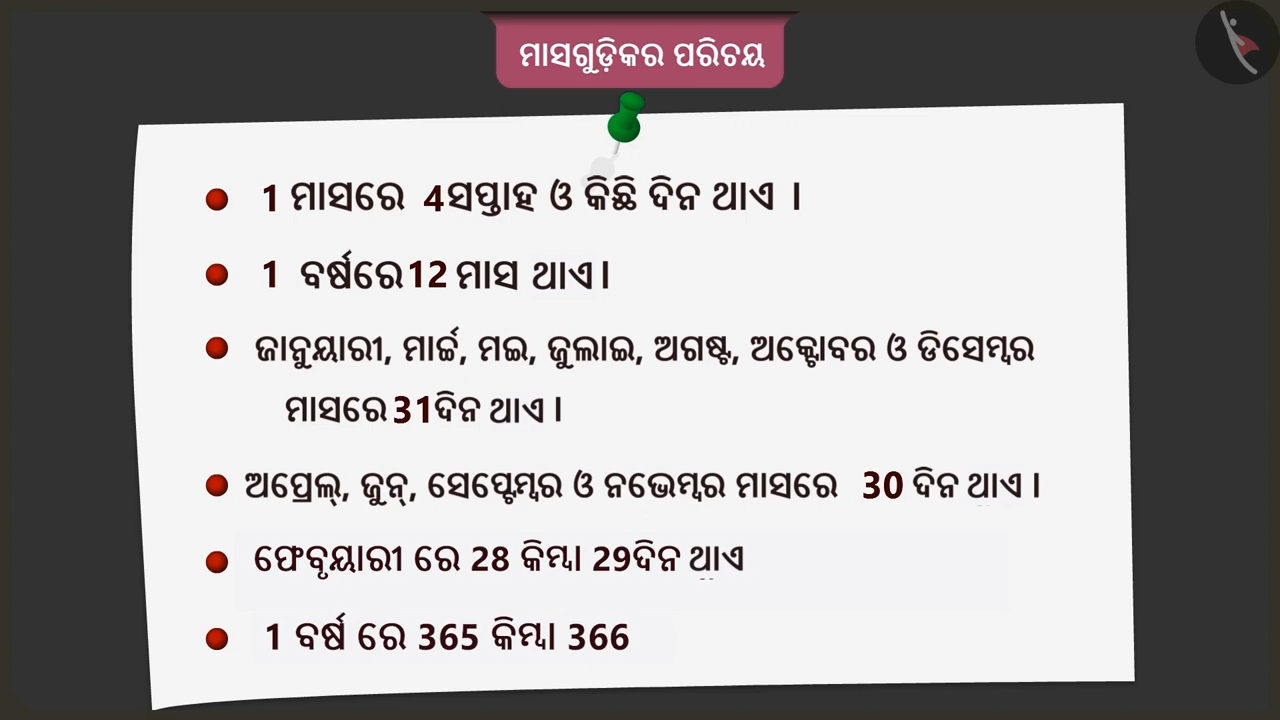 ମାସଗୁଡ଼ିକର ପରିଚୟ
1 ମାସରେ 4ସପ୍ତାହ ଓ କିଛି ଦିନ ଥାଏ ।
1 ବର୍ଷରେ12 ମାସ ଥାଏ।
ଜାନୁୟାରୀ, ମାର୍ଚ୍ଚ, ମଇ, ଜୁଲାଇ, ଅଗଷ୍ଟ, ଅକ୍ଟୋବର ଓ ଡିସେମ୍ବର
ମାସରେ31ଦିନ ଥାଏ ।
ଅପ୍ରେଲ୍, ଜୁନ୍, ସେପ୍ଟେମ୍ବର ଓ ନଭେମ୍ବର ମାସରେ 30 ଦିନ ଥାଏ ।
ଫେବୃୟାରୀ ରେ 28 କିମ୍ବା 29ଦିନ ଥାଏ
1 ବର୍ଷ ରେ 365 କିମ୍ବା 366